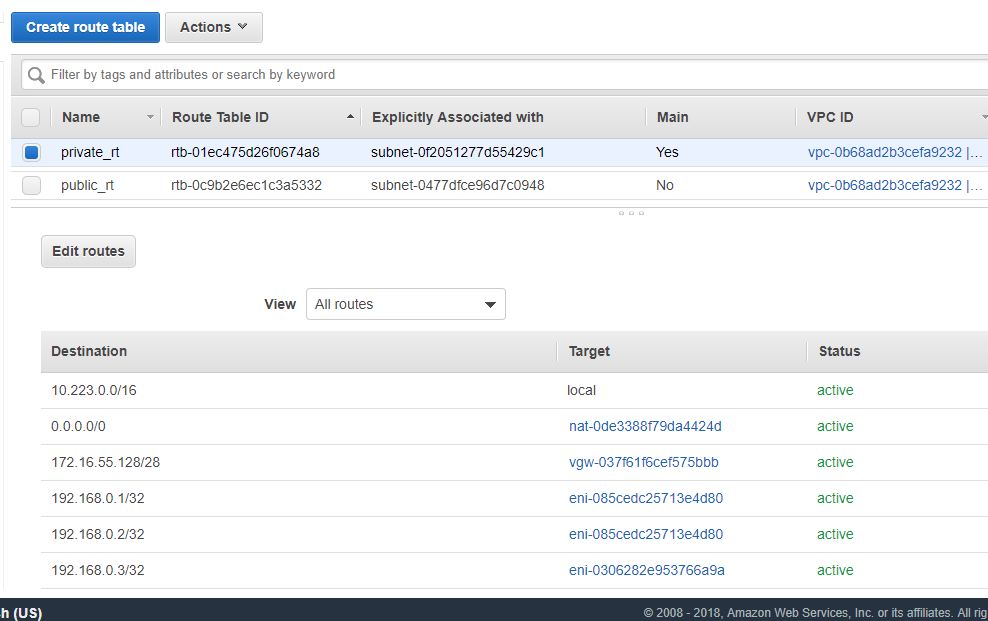 Create route table Actions
Filter by tags and attributes or search by keyword
Name Route Table ID Explicitly Associated with Main VPC ID
private_rt rtb-01ec475d26f0674a8 subnet-0f2051277d55429c1 Yes vpc-0b68ad2b3cefa9232 |...
public_rt rtb-0c9b2e6ec1c3a5332 subnet-0477dfce96d7c0948 No vpc-0b68ad2b3cefa9232 |...
Edit routes
View All routes
Destination Target Status
10.223.0.0/16 local active
0.0.0.0/0 nat-0de3388f79da4424d active
172.16.55.128/28 vgw-037f61f6cef575bbb active
192.168.0.1/32 eni-085cedc25713e4d80 active
192.168.0.2/32 eni-085cedc25713e4d80 active
192.168.0.3/32 eni-0306282e953766a9a active
h (US) © 2008 - 2018, Amazon Web Services, Inc. or its affiliates. All rig